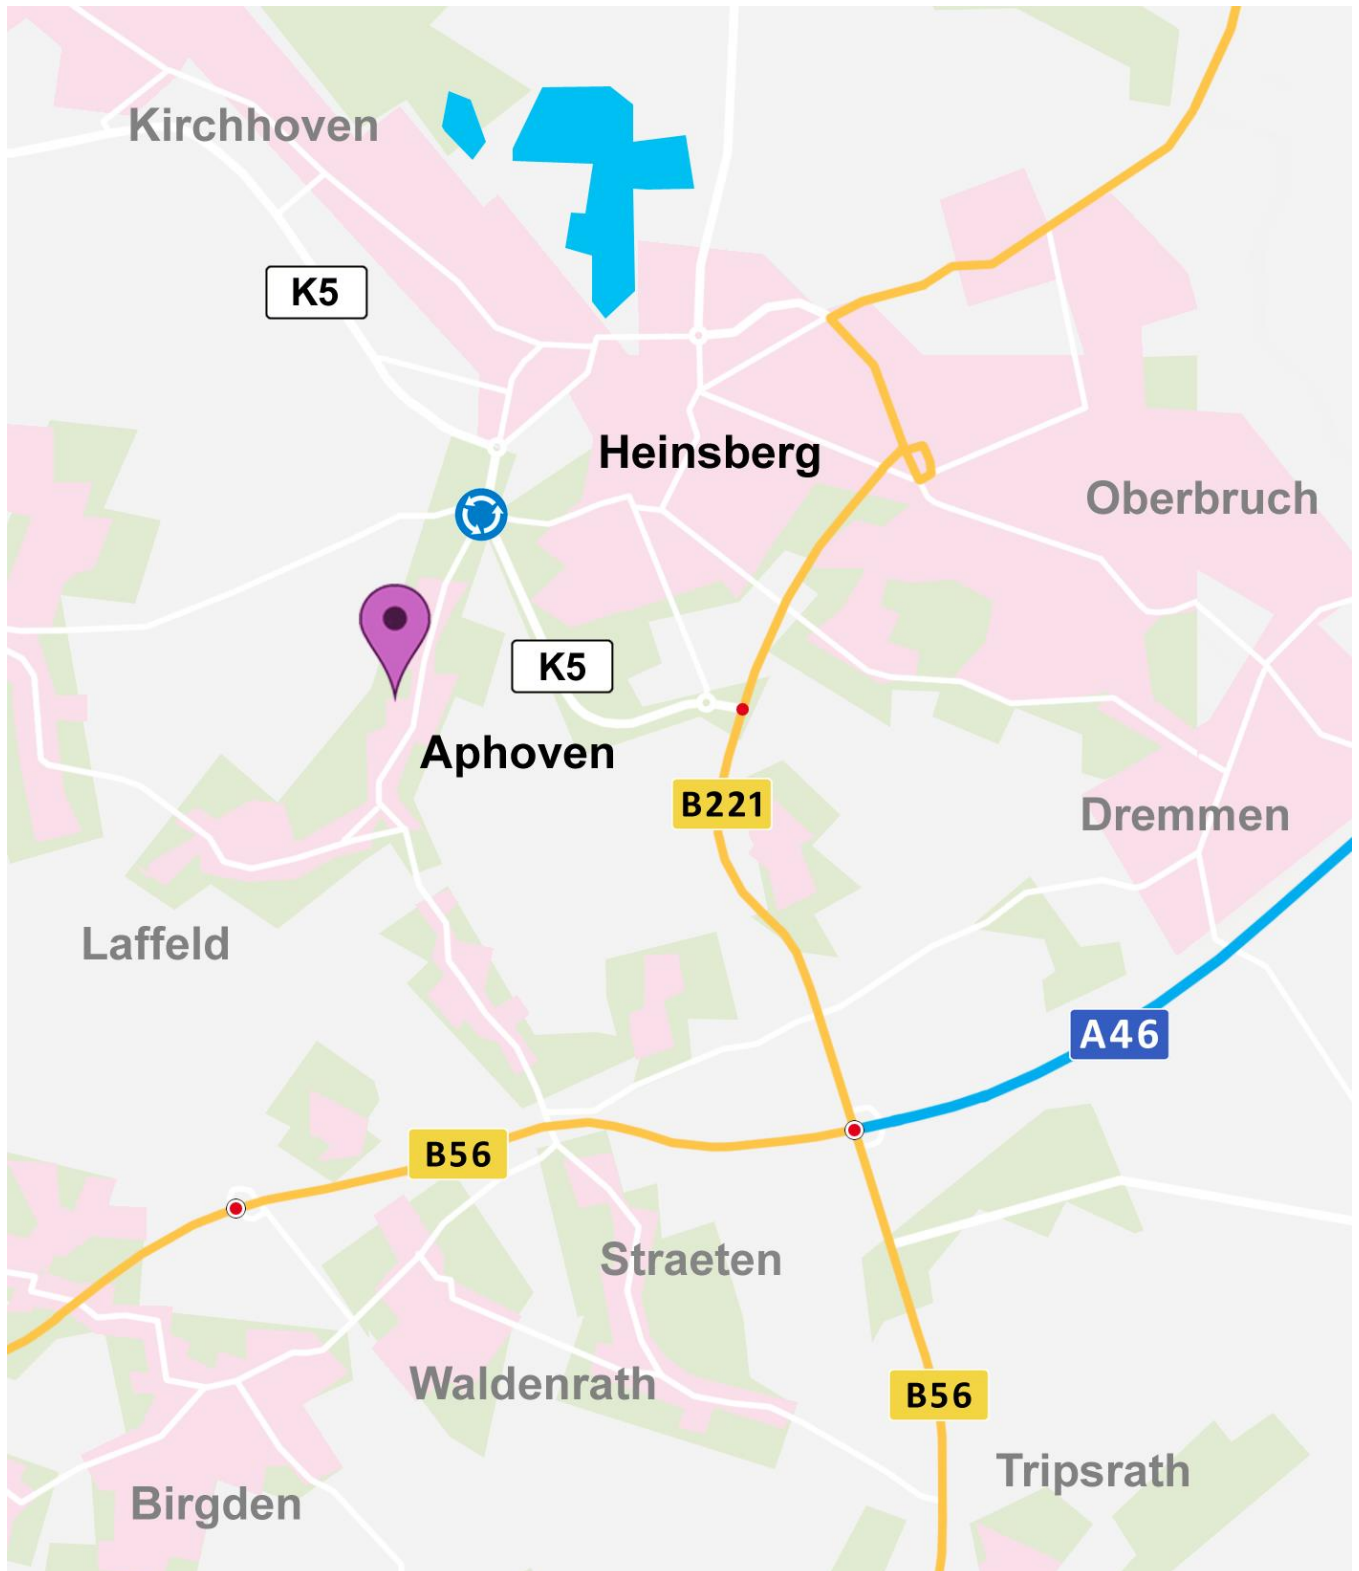 Kirchhoven
K5
Heinsberg
Oberbruch
K5
Aphoven
B221
Dremmen
Laffeld
A46
B56
Straeten
Waldenrath
B56
Tripsrath
Birgden